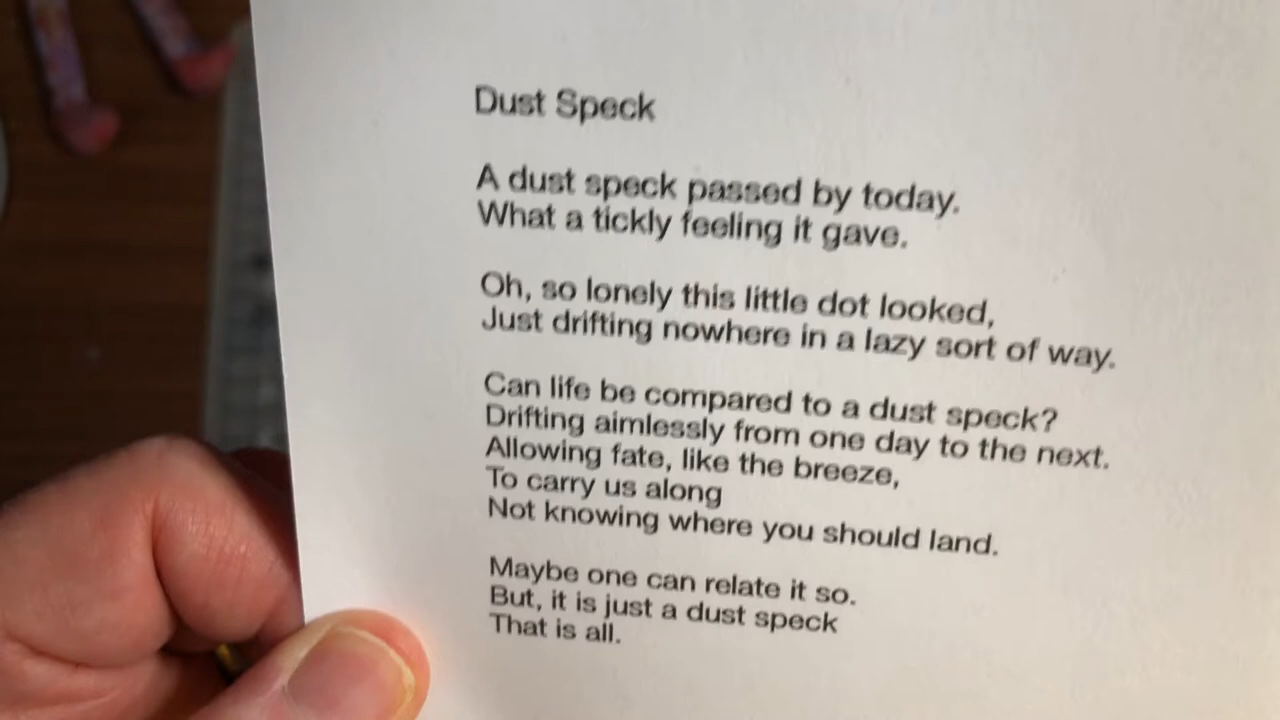 Dust Speck
A dust speck passed by today.
What a tickly feeling it gave.
Oh, so lonely this little dot looked,
Just drifting nowhere in a lazy sort of way.
Can life be compared to a dust speck?
Drifting aimlessly from one day to the next.
Allowing fate, like the breeze,
To carry us along
Not knowing where you should land.
Maybe one can relate it so.
But, it is just a dust speck
That is all.